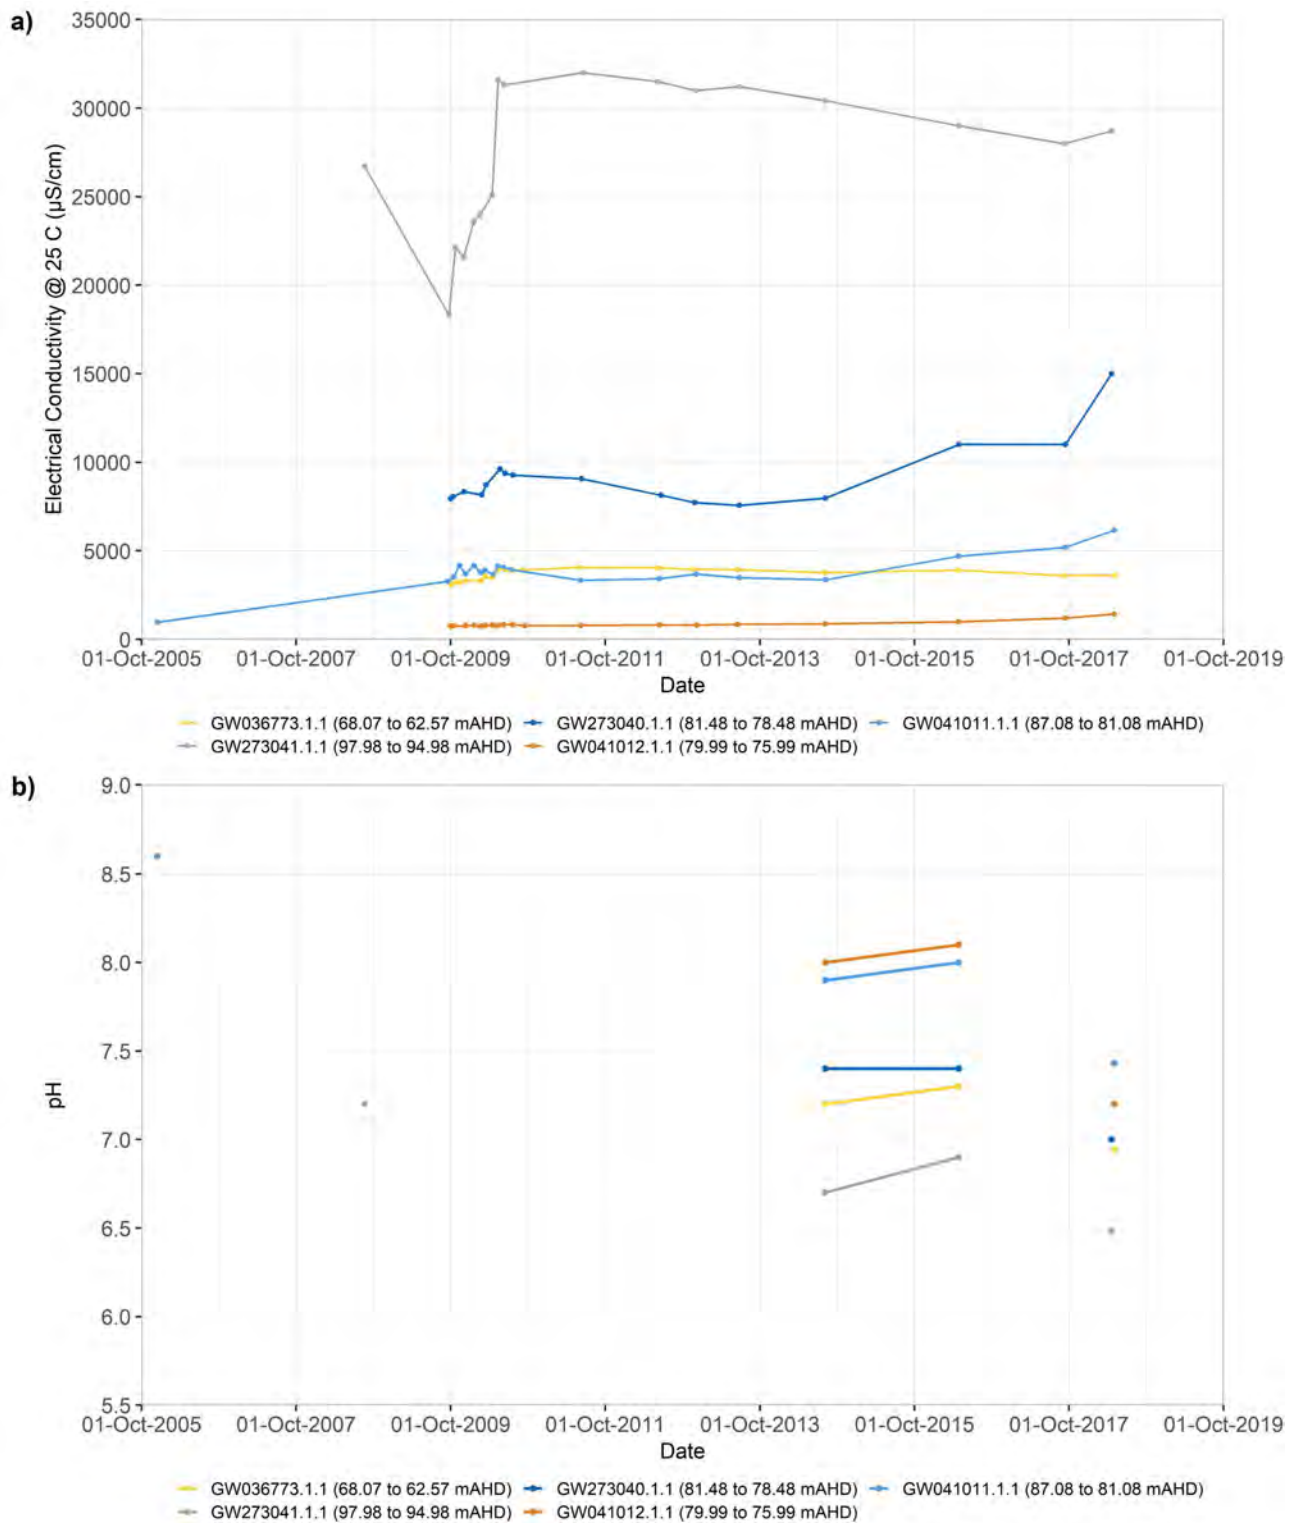 a)
35000
30000
25000
20000
15000
10000
5000
0
Electrical Conductivity @ 25 C (µS/cm)
01-Oct-2005 01-Oct-2007 01-Oct-2009 01-Oct-2011 01-Oct-2013 01-Oct-2015 01-Oct-2017 01-Oct-2019
Date
GW036773.1.1 (68.07 to 62.57 mAHD) GW273040.1.1 (81.48 to 78.48 mAHD) GW041011.1.1 (87.08 to 81.08 mAHD)
GW273041.1.1 (97.98 to 94.98 mAHD) GW041012.1.1 (79.99 to 75.99 mAHD)
b)
9.0
8.5
8.0
7.5
7.0
6.5
6.0
5.5
pH
01-Oct-2005 01-Oct-2007 01-Oct-2009 01-Oct-2011 01-Oct-2013 01-Oct-2015 01-Oct-2017 01-Oct-2019
Date
GW036773.1.1 (68.07 to 62.57 mAHD) GW273040.1.1 (81.48 to 78.48 mAHD) GW041011.1.1 (87.08 to 81.08 mAHD)
GW273041.1.1 (97.98 to 94.98 mAHD) GW041012.1.1 (79.99 to 75.99 mAHD)